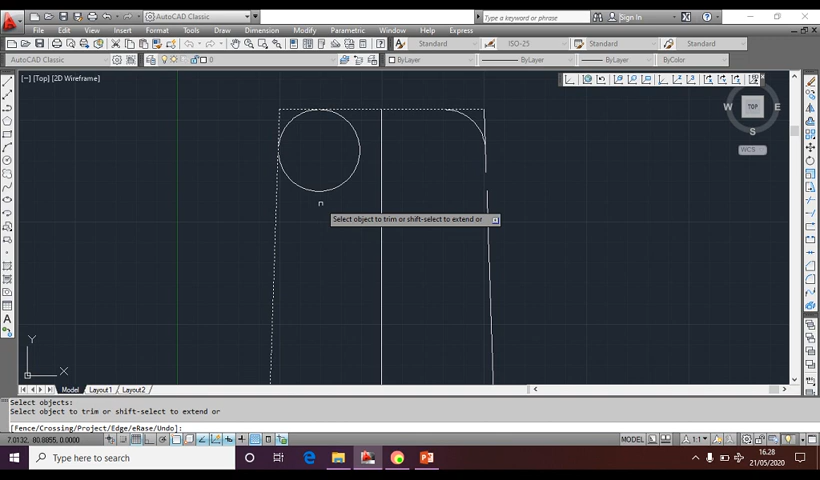 AutoCAD Classic
Type a keyword or phrase
Sign In
File Edit View Insert Format Tools Draw Dimension Modify Parametric Window Help Express
Standard ISO-25 Standard Standard
AutoCAD Classic 0 ByLayer ByLayer ByLayer ByColor
[−] [Top] [2D Wireframe]
W TOP E
S
WCS
Select object to trim or shift-select to extend or
Y
X
Model Layout1 Layout2
Select objects:
Select object to trim or shift-select to extend or
[Fence/Crossing/Project/Edge/eRase/Undo]:
7.0132, 80.8855, 0.0000 MODEL 1:1
Type here to search
16.28
21/05/2020